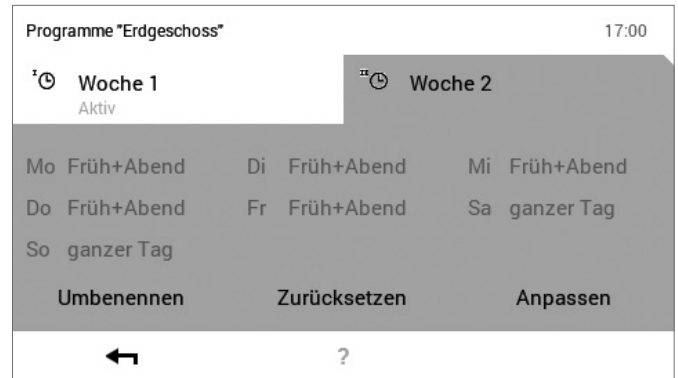 Programme "Erdgeschoss" 17:00
I Woche 1 II Woche 2
Aktiv
Mo Früh+Abend Di Früh+Abend Mi Früh+Abend
Do Früh+Abend Fr Früh+Abend Sa ganzer Tag
So ganzer Tag
Umbenennen Zurücksetzen Anpassen
?